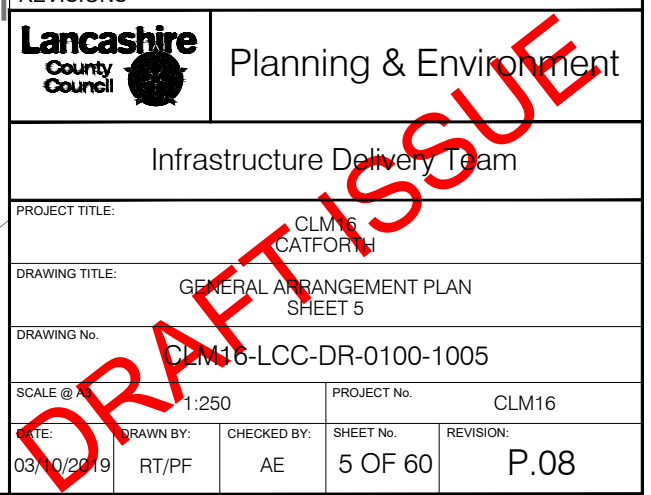 REVISIONS
Lancashire
County
Council
Planning & Environment
Infrastructure Delivery Team
PROJECT TITLE:
CLM16
CATFORTH
DRAWING TITLE:
GENERAL ARRANGEMENT PLAN
SHEET 5
DRAWING No.
CLM16-LCC-DR-0100-1005
SCALE @ A3
1:250
PROJECT No.
CLM16
DATE:
03/10/2019
DRAWN BY:
RT/PF
CHECKED BY:
AE
SHEET No.
5 OF 60
REVISION:
P.08
DRAFT ISSUE